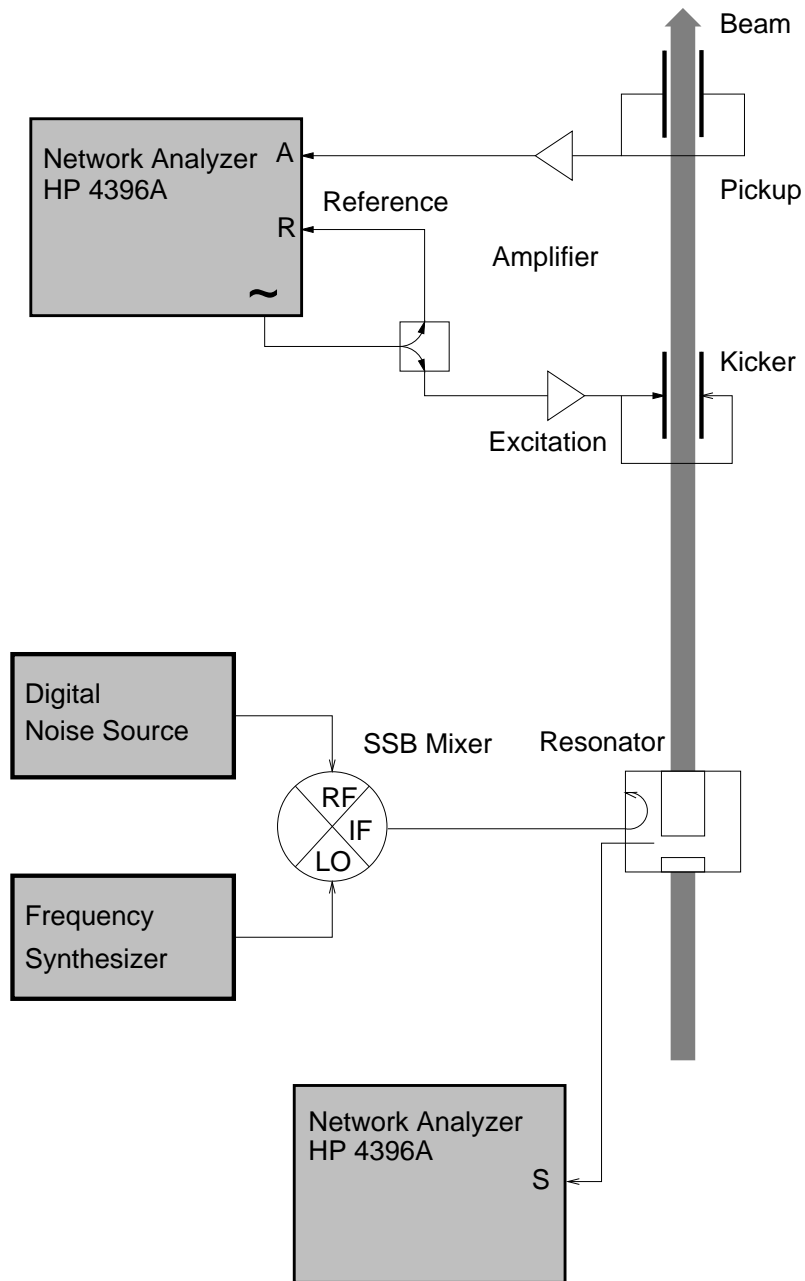 Beam
Network Analyzer
HP 4396A
A
Pickup
Reference
R
Amplifier
~
Kicker
Excitation
Digital
Noise Source
SSB Mixer
Resonator
RF
IF
LO
Frequency
Synthesizer
Network Analyzer
HP 4396A
S